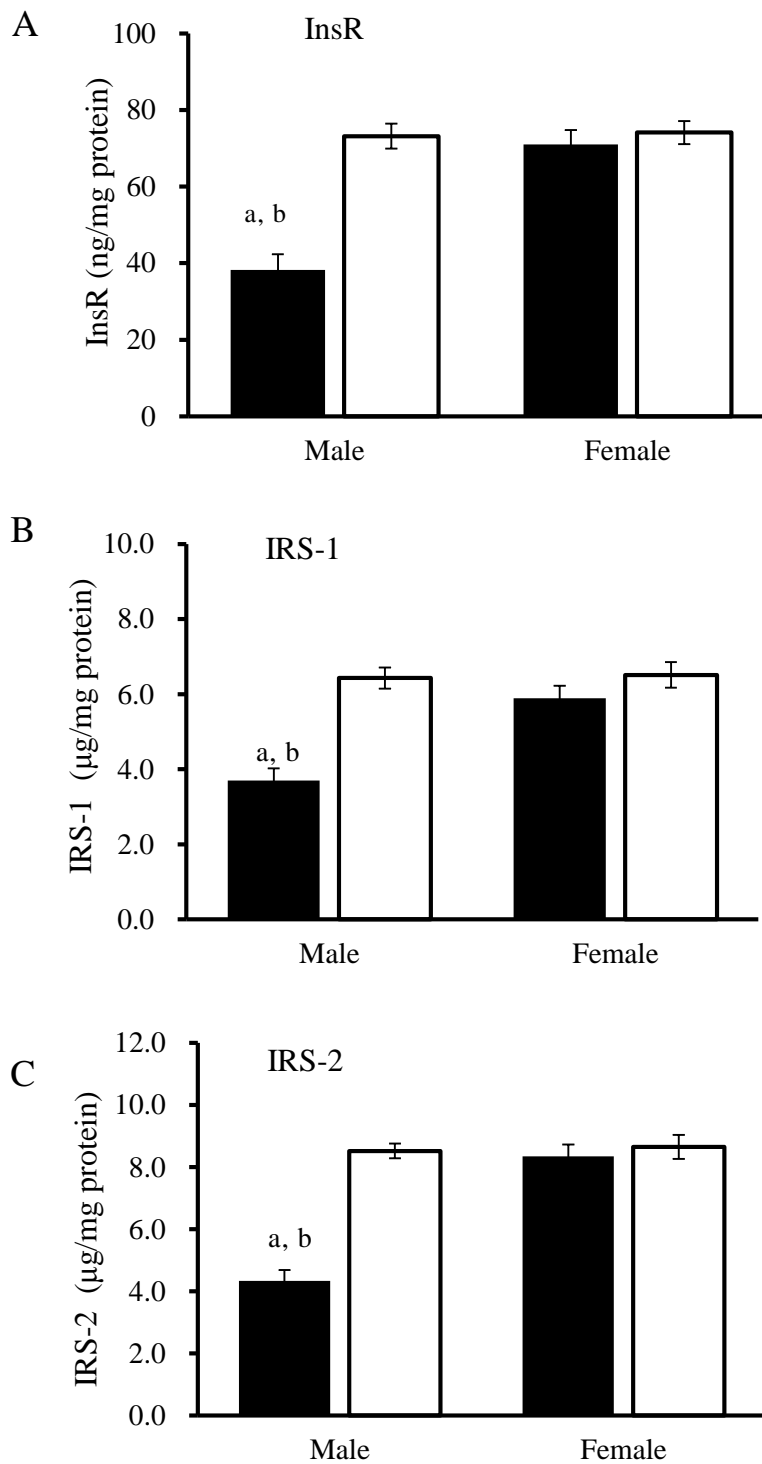 A
InsR
InsR (ng/mg protein)
100
80
60
40
20
0
a, b
Male
Female
B
IRS-1
IRS-1 (µg/mg protein)
10.0
8.0
6.0
4.0
2.0
0.0
a, b
Male
Female
C
IRS-2
IRS-2 (µg/mg protein)
12.0
10.0
8.0
6.0
4.0
2.0
0.0
a, b
Male
Female